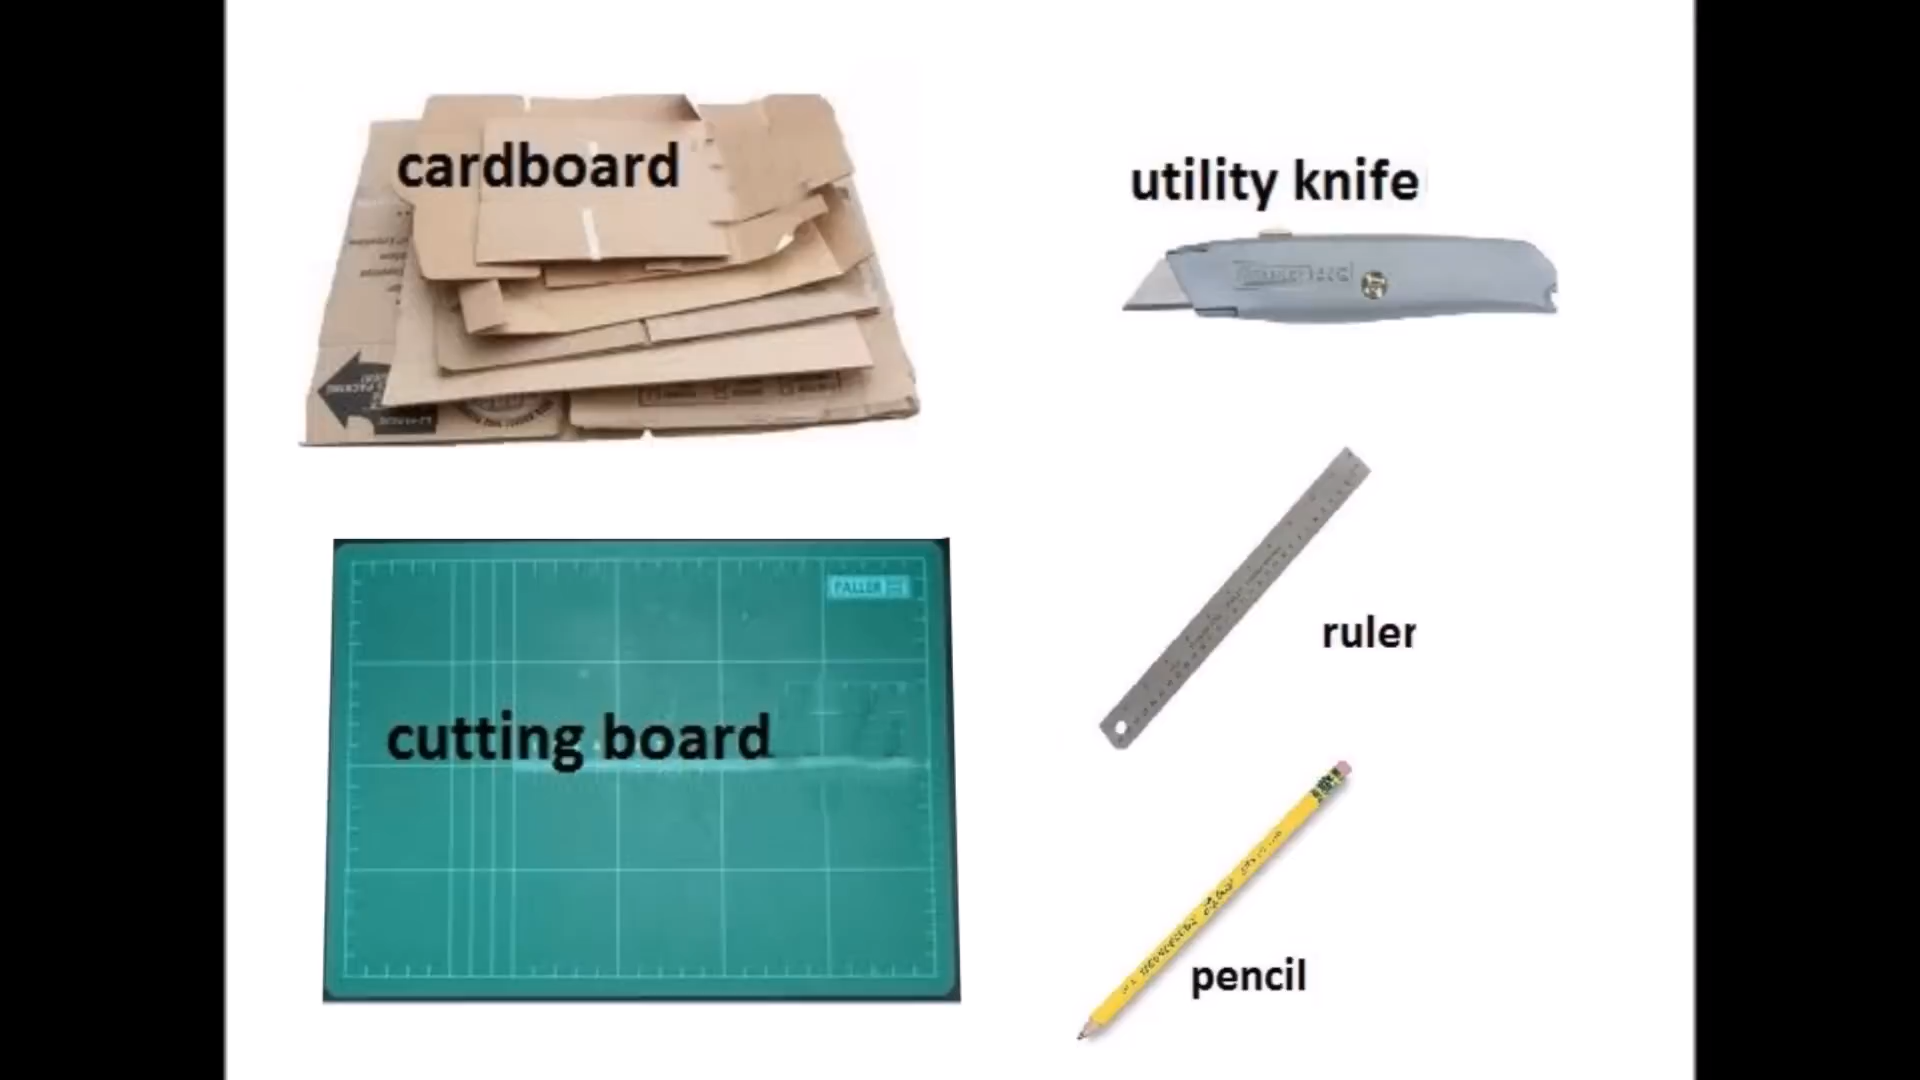 cardboard
utility knife
ruler
cutting board
pencil